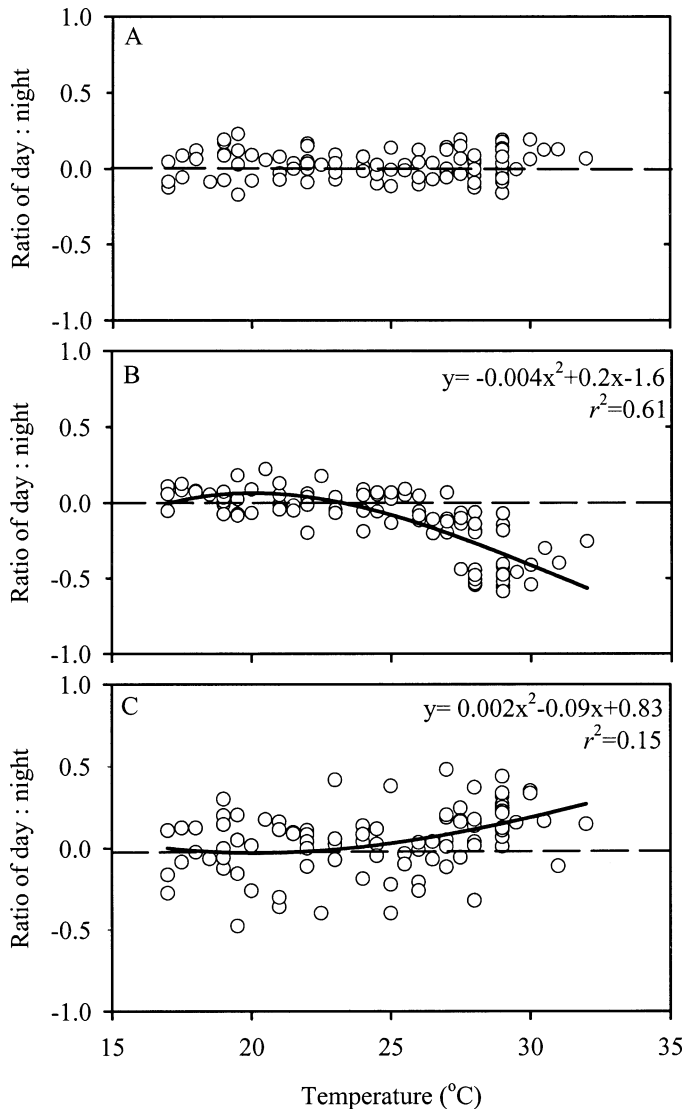 1.0
A
0.5
0.0
-0.5
-1.0
Ratio of day : night
1.0
B
y= -0.004x²+0.2x-1.6
r²=0.61
0.5
0.0
-0.5
-1.0
Ratio of day : night
1.0
C
y= 0.002x²-0.09x+0.83
r²=0.15
0.5
0.0
-0.5
-1.0
Ratio of day : night
15 20 25 30 35
Temperature (°C)